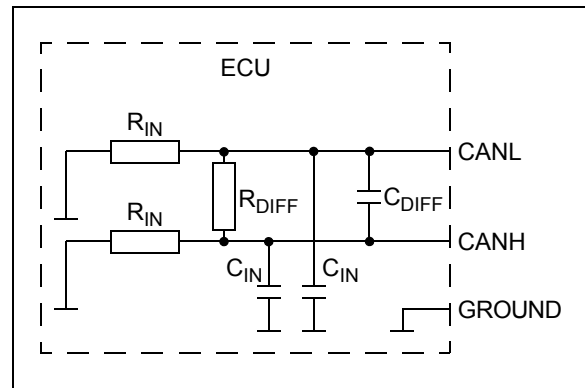 ECU
R_IN
CANL
R_DIFF
C_DIFF
R_IN
CANH
C_IN
C_IN
GROUND